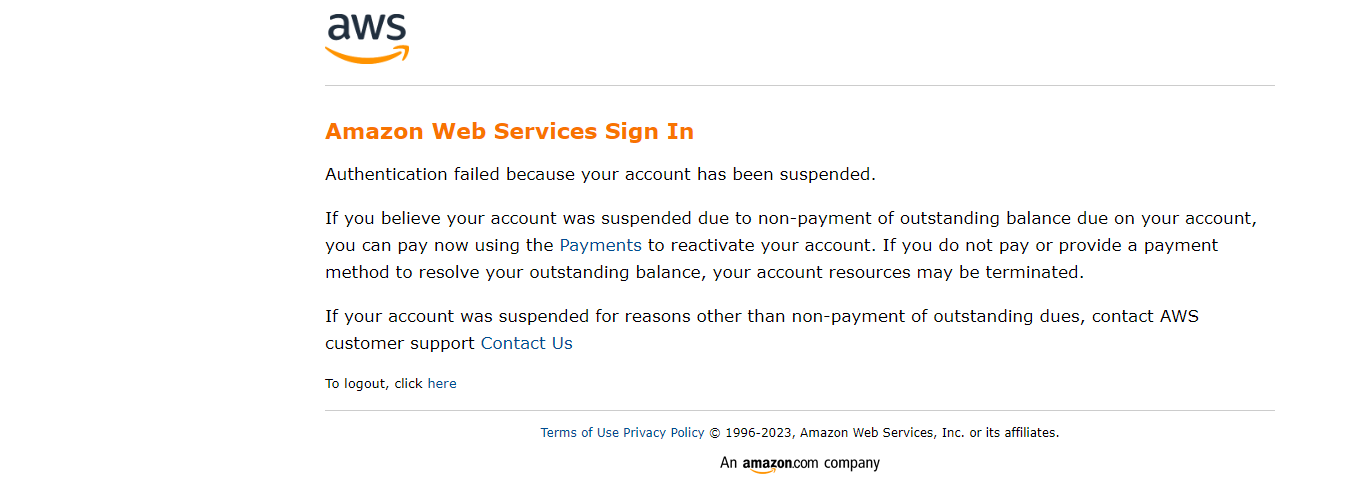 aws
Amazon Web Services Sign In
Authentication failed because your account has been suspended.
If you believe your account was suspended due to non-payment of outstanding balance due on your account,
you can pay now using the Payments to reactivate your account. If you do not pay or provide a payment
method to resolve your outstanding balance, your account resources may be terminated.
If your account was suspended for reasons other than non-payment of outstanding dues, contact AWS
customer support Contact Us
To logout, click here
Terms of Use Privacy Policy © 1996-2023, Amazon Web Services, Inc. or its affiliates.
An amazon.com company